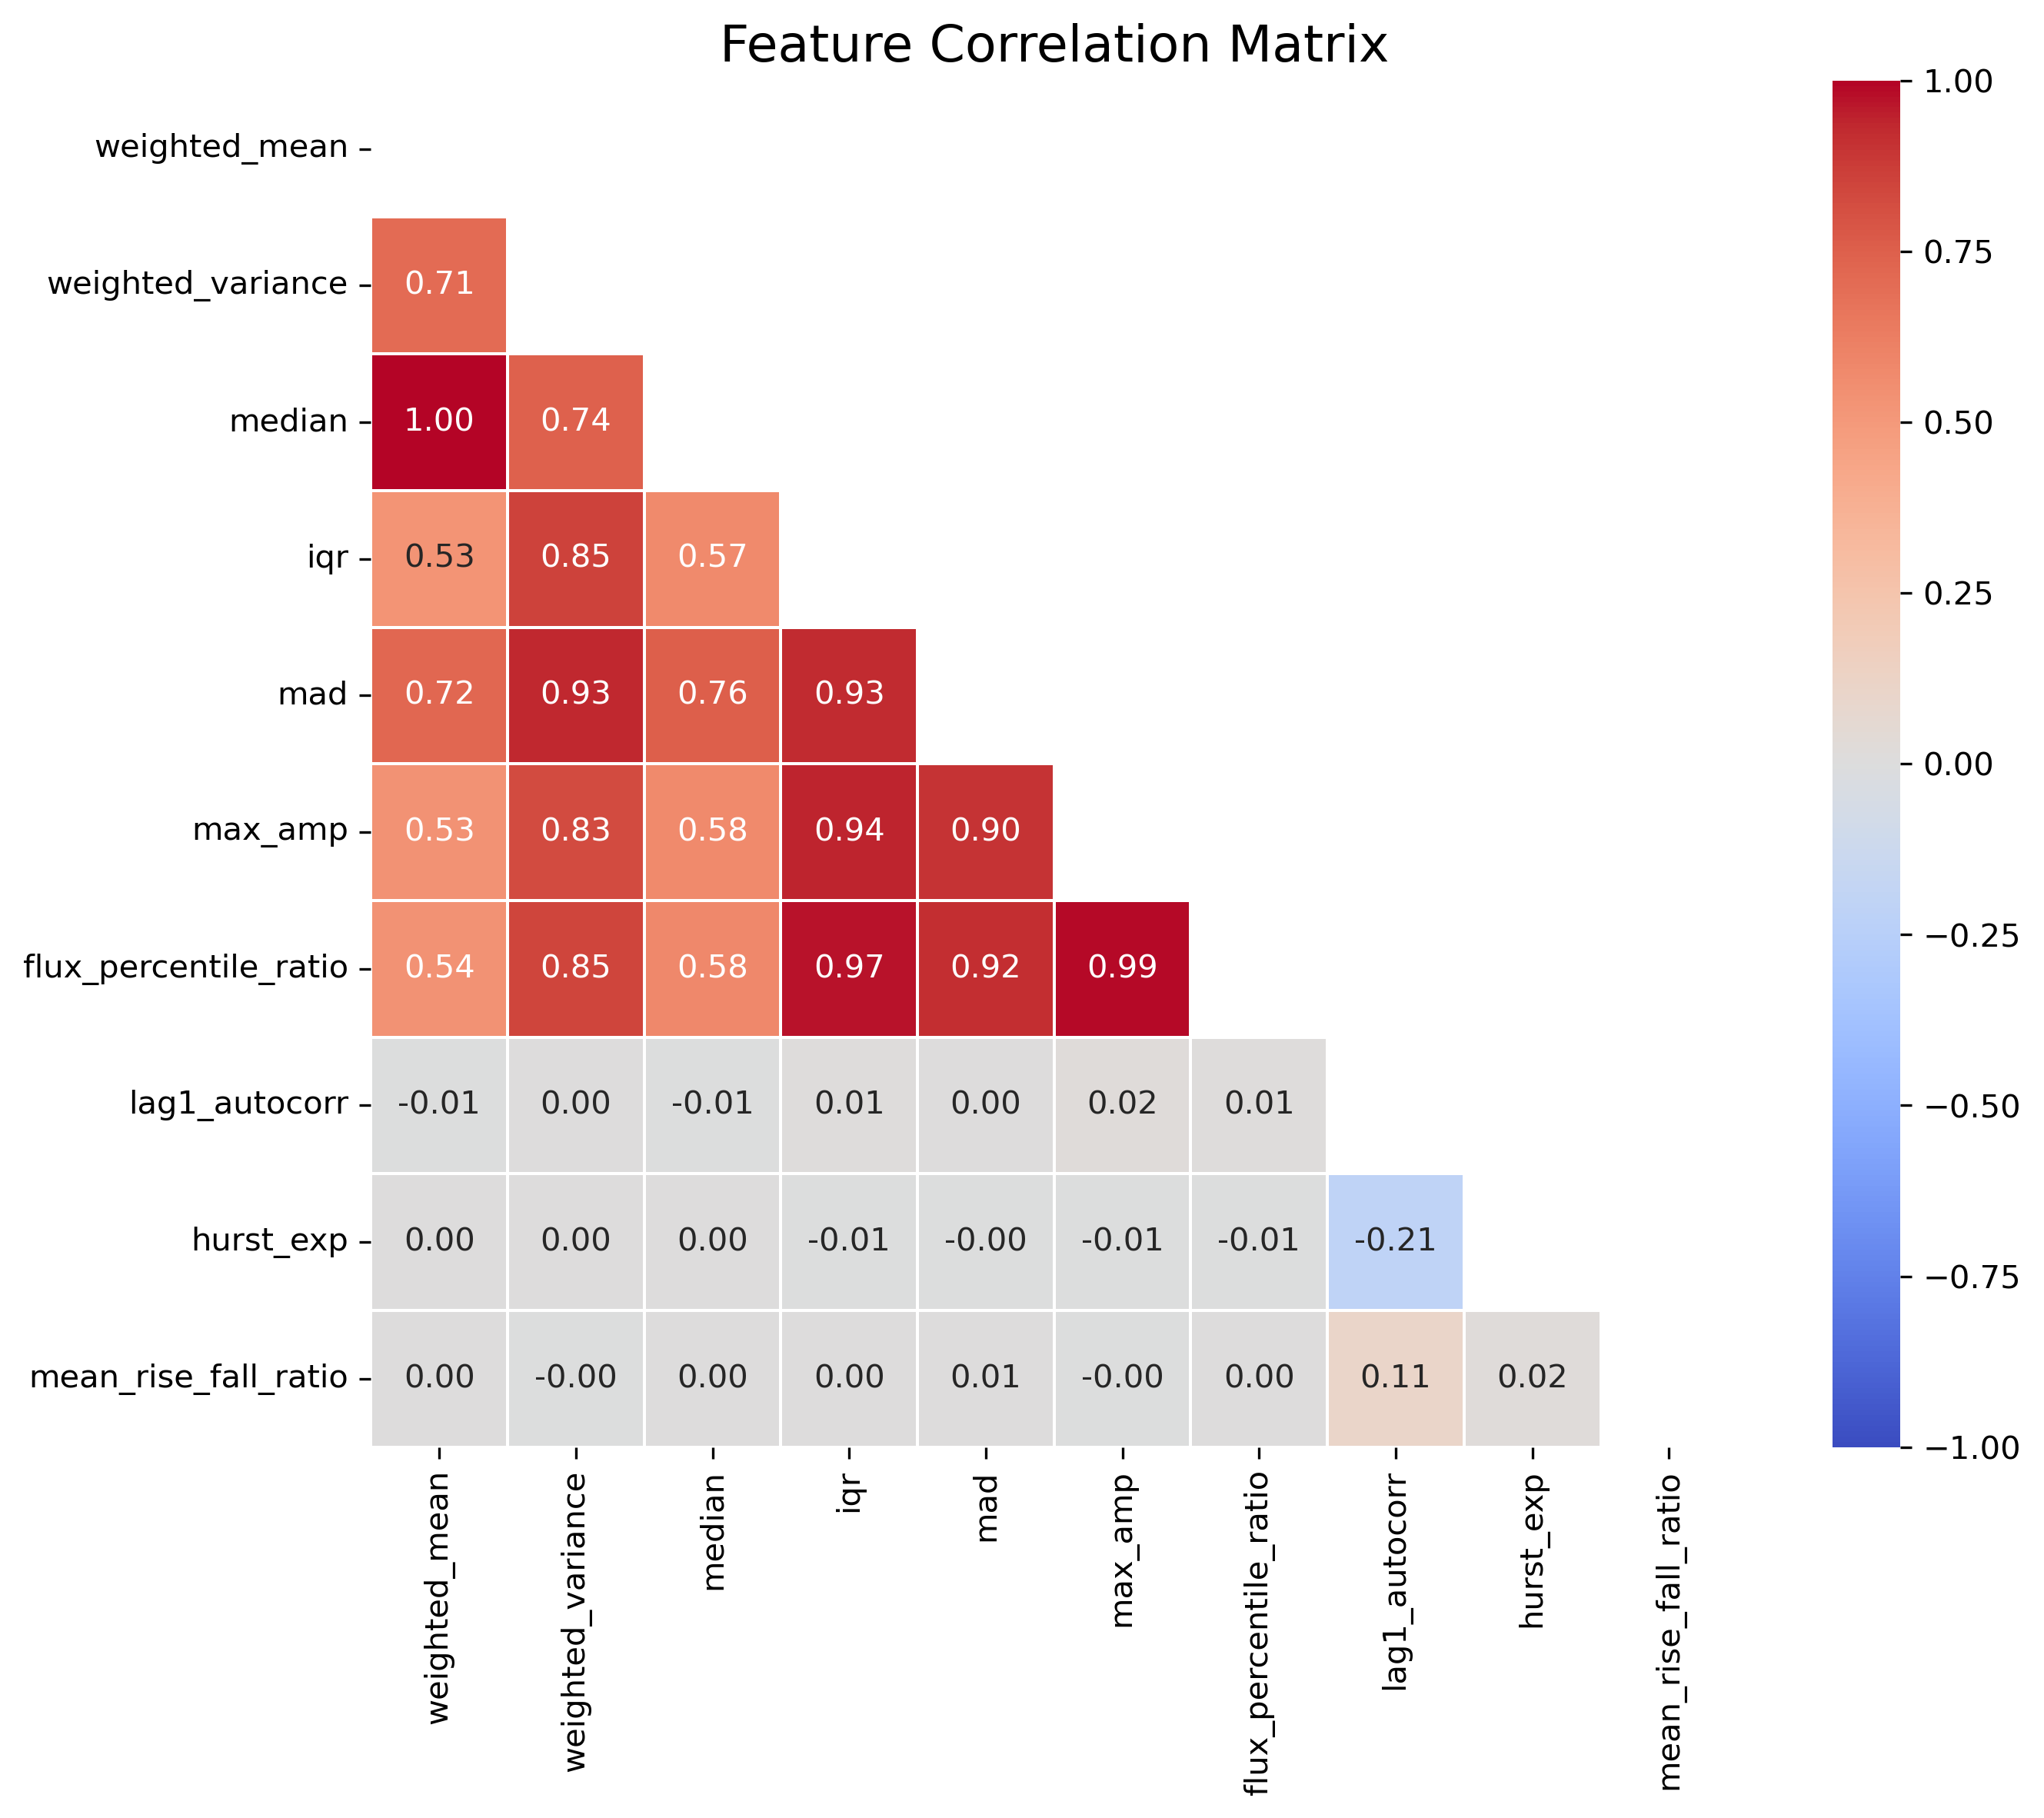 Feature Correlation Matrix
weighted_mean
weighted_variance 0.71
median 1.00 0.74
iqr 0.53 0.85 0.57
mad 0.72 0.93 0.76 0.93
max_amp 0.53 0.83 0.58 0.94 0.90
flux_percentile_ratio 0.54 0.85 0.58 0.97 0.92 0.99
lag1_autocorr -0.01 0.00 -0.01 0.01 0.00 0.02 0.01
hurst_exp 0.00 0.00 0.00 -0.01 -0.00 -0.01 -0.01 -0.21
mean_rise_fall_ratio 0.00 -0.00 0.00 0.00 0.01 -0.00 0.00 0.11 0.02
weighted_mean
weighted_variance
median
iqr
mad
max_amp
flux_percentile_ratio
lag1_autocorr
hurst_exp
mean_rise_fall_ratio
1.00
0.75
0.50
0.25
0.00
−0.25
−0.50
−0.75
−1.00